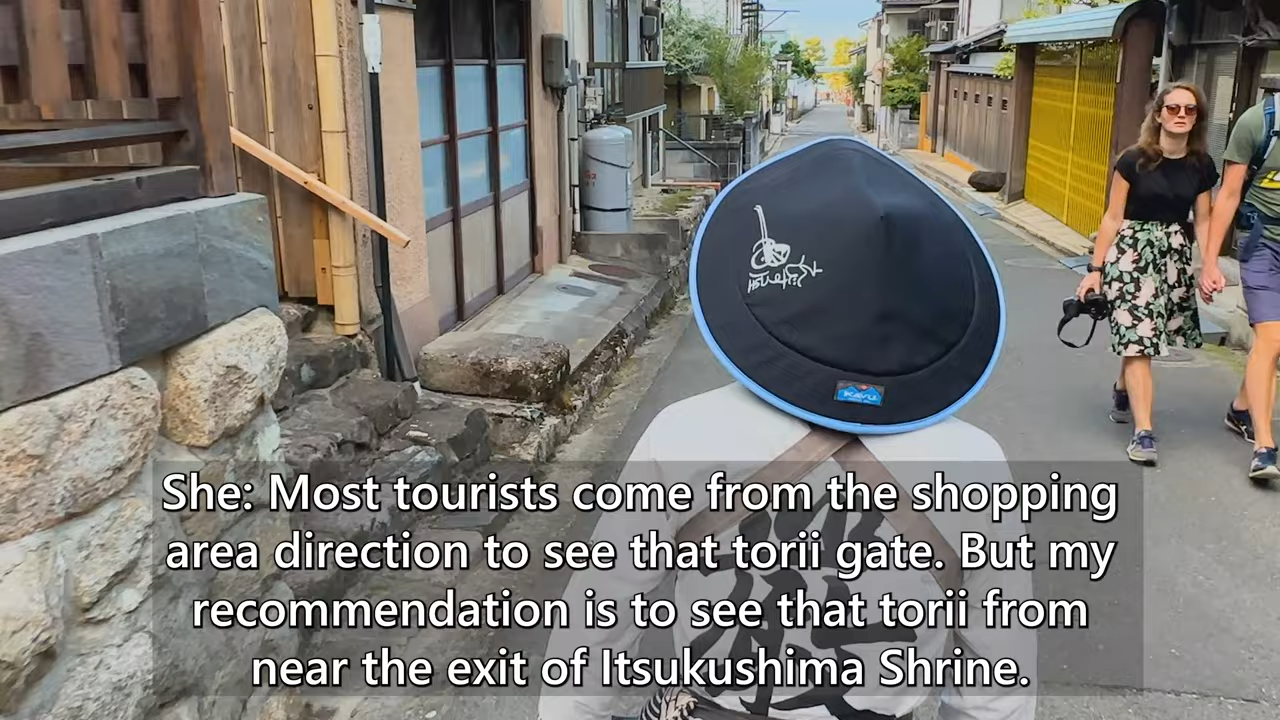 KAVU
She: Most tourists come from the shopping
area direction to see that torii gate. But my
recommendation is to see that torii from
near the exit of Itsukushima Shrine.